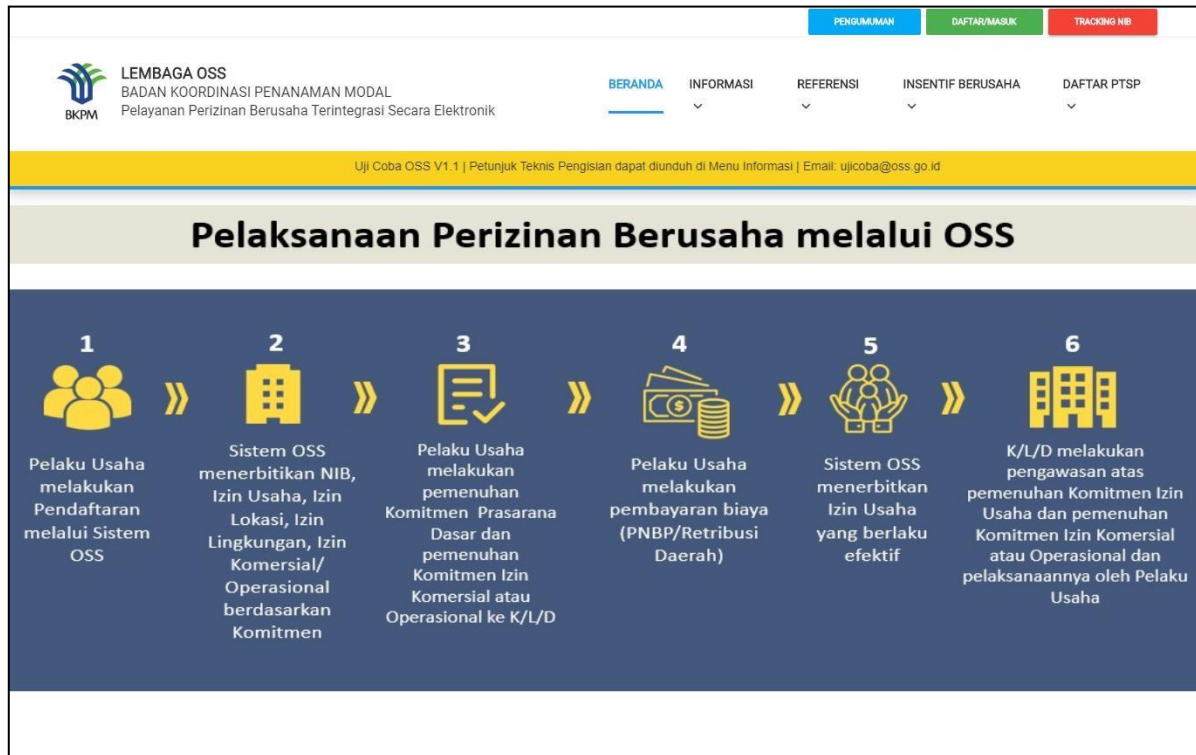 PENGUMUMAN DAFTAR/MASUK TRACKING NIB
BKPM
LEMBAGA OSS
BADAN KOORDINASI PENANAMAN MODAL
Pelayanan Perizinan Berusaha Terintegrasi Secara Elektronik
BERANDA INFORMASI REFERENSI INSENTIF BERUSAHA DAFTAR PTSP
Uji Coba OSS V1.1 | Petunjuk Teknis Pengisian dapat diunduh di Menu Informasi | Email: ujicoba@oss.go.id
Pelaksanaan Perizinan Berusaha melalui OSS
1
Pelaku Usaha
melakukan
Pendaftaran
melalui Sistem
OSS
2
Sistem OSS
menerbitikan NIB,
Izin Usaha, Izin
Lokasi, Izin
Lingkungan, Izin
Komersial/
Operasional
berdasarkan
Komitmen
3
Pelaku Usaha
melakukan
pemenuhan
Komitmen Prasarana
Dasar dan
pemenuhan
Komitmen Izin
Komersial atau
Operasional ke K/L/D
4
Pelaku Usaha
melakukan
pembayaran biaya
(PNBP/Retribusi
Daerah)
5
Sistem OSS
menerbitkan
Izin Usaha
yang berlaku
efektif
6
K/L/D melakukan
pengawasan atas
pemenuhan Komitmen Izin
Usaha dan pemenuhan
Komitmen Izin Komersial
atau Operasional dan
pelaksanaannya oleh Pelaku
Usaha